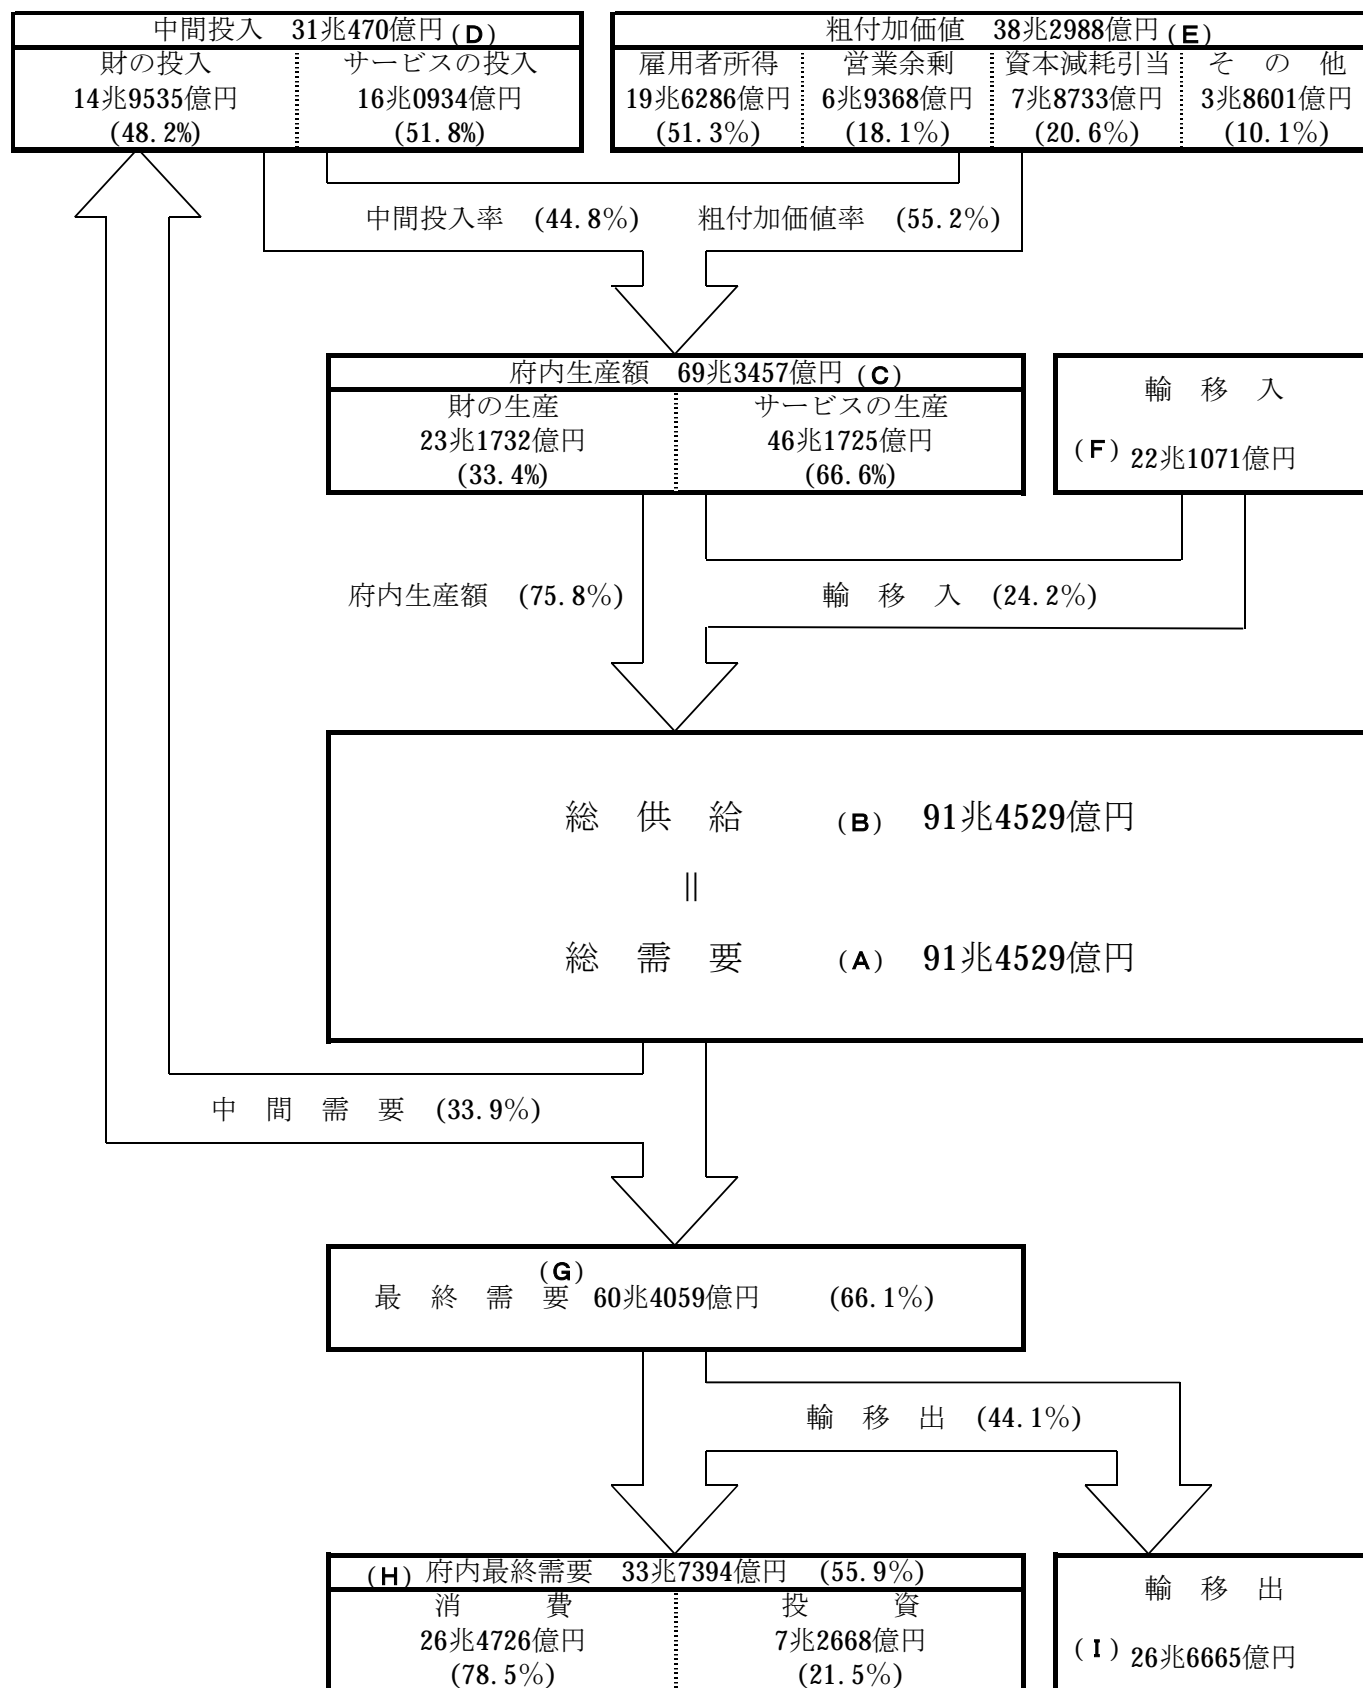 中間投入　31兆470億円(D)
財の投入　サービスの投入
14兆9535億円　16兆0934億円
(48.2%)　(51.8%)
粗付加価値　38兆2988億円(E)
雇用者所得　営業余剰　資本減耗引当　そ　の　他
19兆6286億円　6兆9368億円　7兆8733億円　3兆8601億円
(51.3%)　(18.1%)　(20.6%)　(10.1%)
中間投入率　(44.8%)　粗付加価値率　(55.2%)
府内生産額　69兆3457億円(C)
財の生産　サービスの生産
23兆1732億円　46兆1725億円
(33.4%)　(66.6%)
輸　移　入
(F) 22兆1071億円
府内生産額　(75.8%)　輸　移　入　(24.2%)
総　供　給　(B)　91兆4529億円
||
総　需　要　(A)　91兆4529億円
中　間　需　要　(33.9%)
(G)
最　終　需　要　60兆4059億円　(66.1%)
輸　移　出　(44.1%)
(H) 府内最終需要　33兆7394億円　(55.9%)
消　費　投　資
26兆4726億円　7兆2668億円
(78.5%)　(21.5%)
輸　移　出
(I) 26兆6665億円